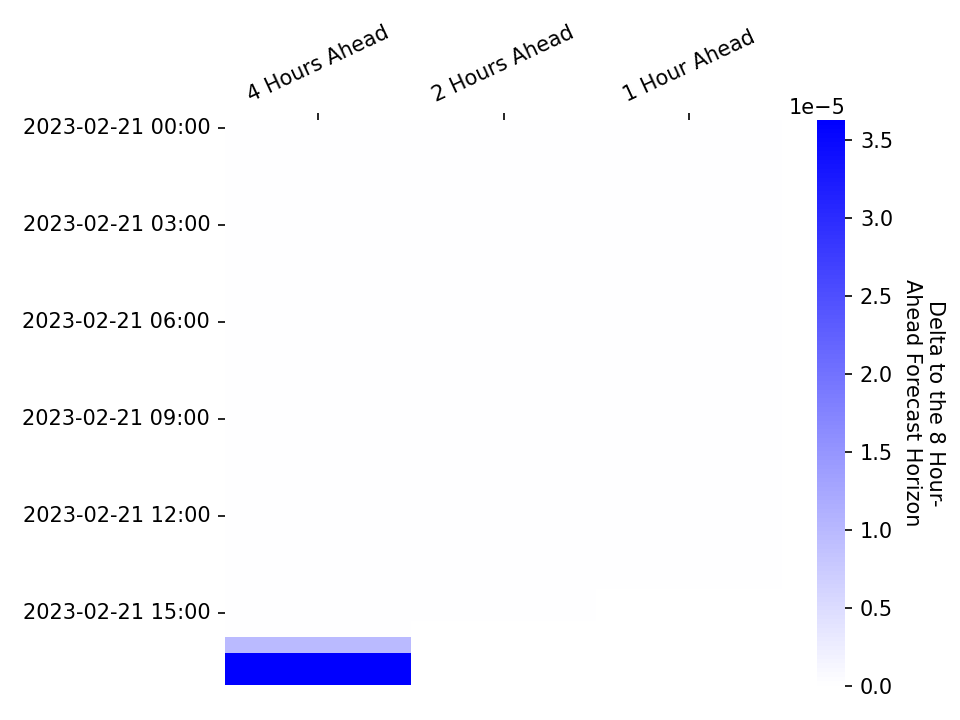 4 Hours Ahead
2 Hours Ahead
1 Hour Ahead
1e−5
2023-02-21 00:00
2023-02-21 03:00
2023-02-21 06:00
2023-02-21 09:00
2023-02-21 12:00
2023-02-21 15:00
3.5
3.0
2.5
2.0
1.5
1.0
0.5
0.0
Delta to the 8 Hour-
Ahead Forecast Horizon